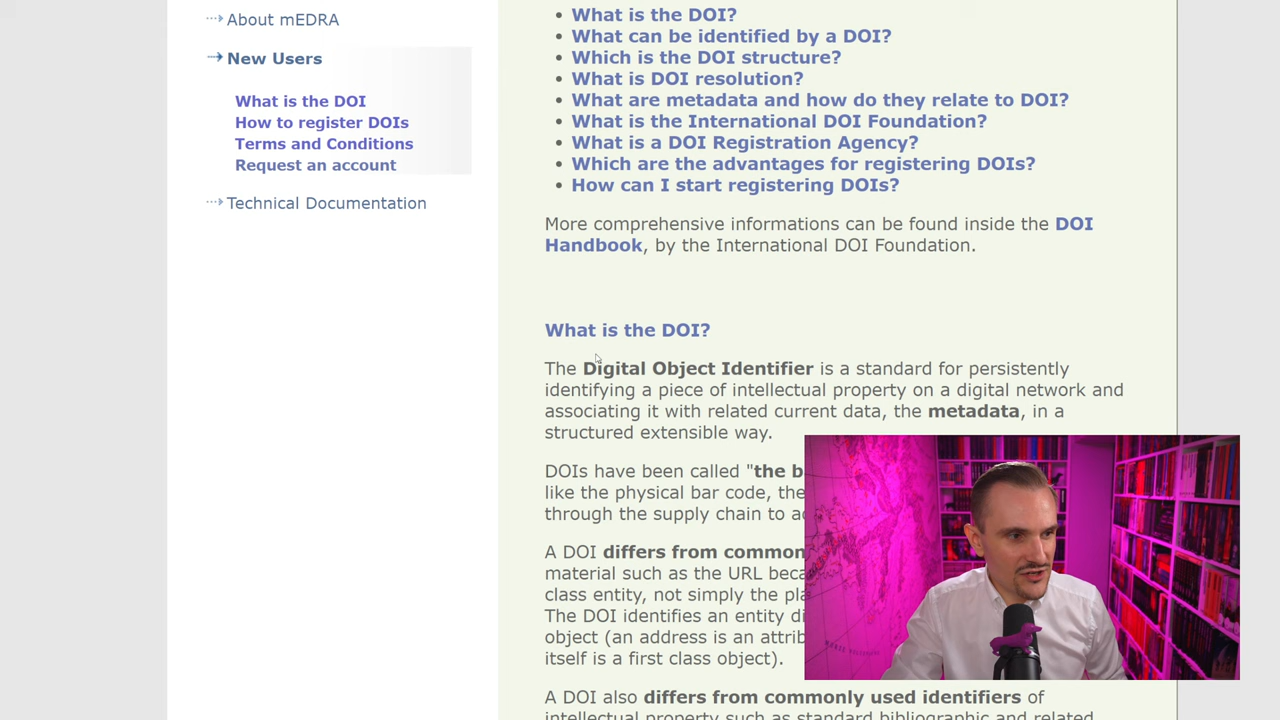 About mEDRA
New Users
What is the DOI
How to register DOIs
Terms and Conditions
Request an account
Technical Documentation
What is the DOI?
What can be identified by a DOI?
Which is the DOI structure?
What is DOI resolution?
What are metadata and how do they relate to DOI?
What is the International DOI Foundation?
What is a DOI Registration Agency?
Which are the advantages for registering DOIs?
How can I start registering DOIs?
More comprehensive informations can be found inside the DOI
Handbook, by the International DOI Foundation.
What is the DOI?
The Digital Object Identifier is a standard for persistently
identifying a piece of intellectual property on a digital network and
associating it with related current data, the metadata, in a
structured extensible way.
DOIs have been called "the b
like the physical bar code, the
through the supply chain to
A DOI differs from common
material such as the URL
class entity, not simply the
The DOI identifies an entity
object (an address is an
itself is a first class object).
A DOI also differs from commonly used identifiers of
intellectual property such as standard bibliographic and related